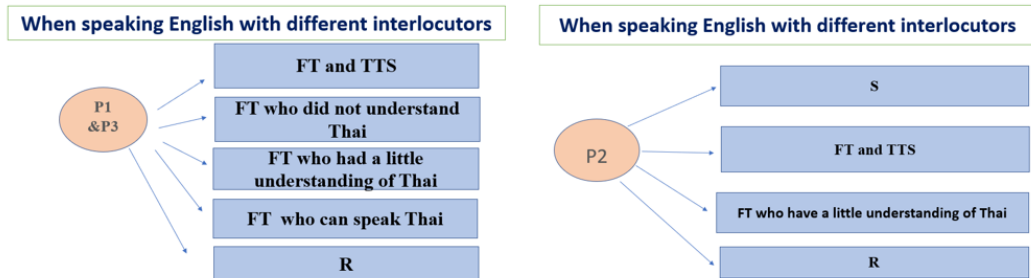 When speaking English with different interlocutors
P1
&P3
FT and TTS
FT who did not understand
Thai
FT who had a little
understanding of Thai
FT who can speak Thai
R
When speaking English with different interlocutors
P2
S
FT and TTS
FT who have a little understanding of Thai
R